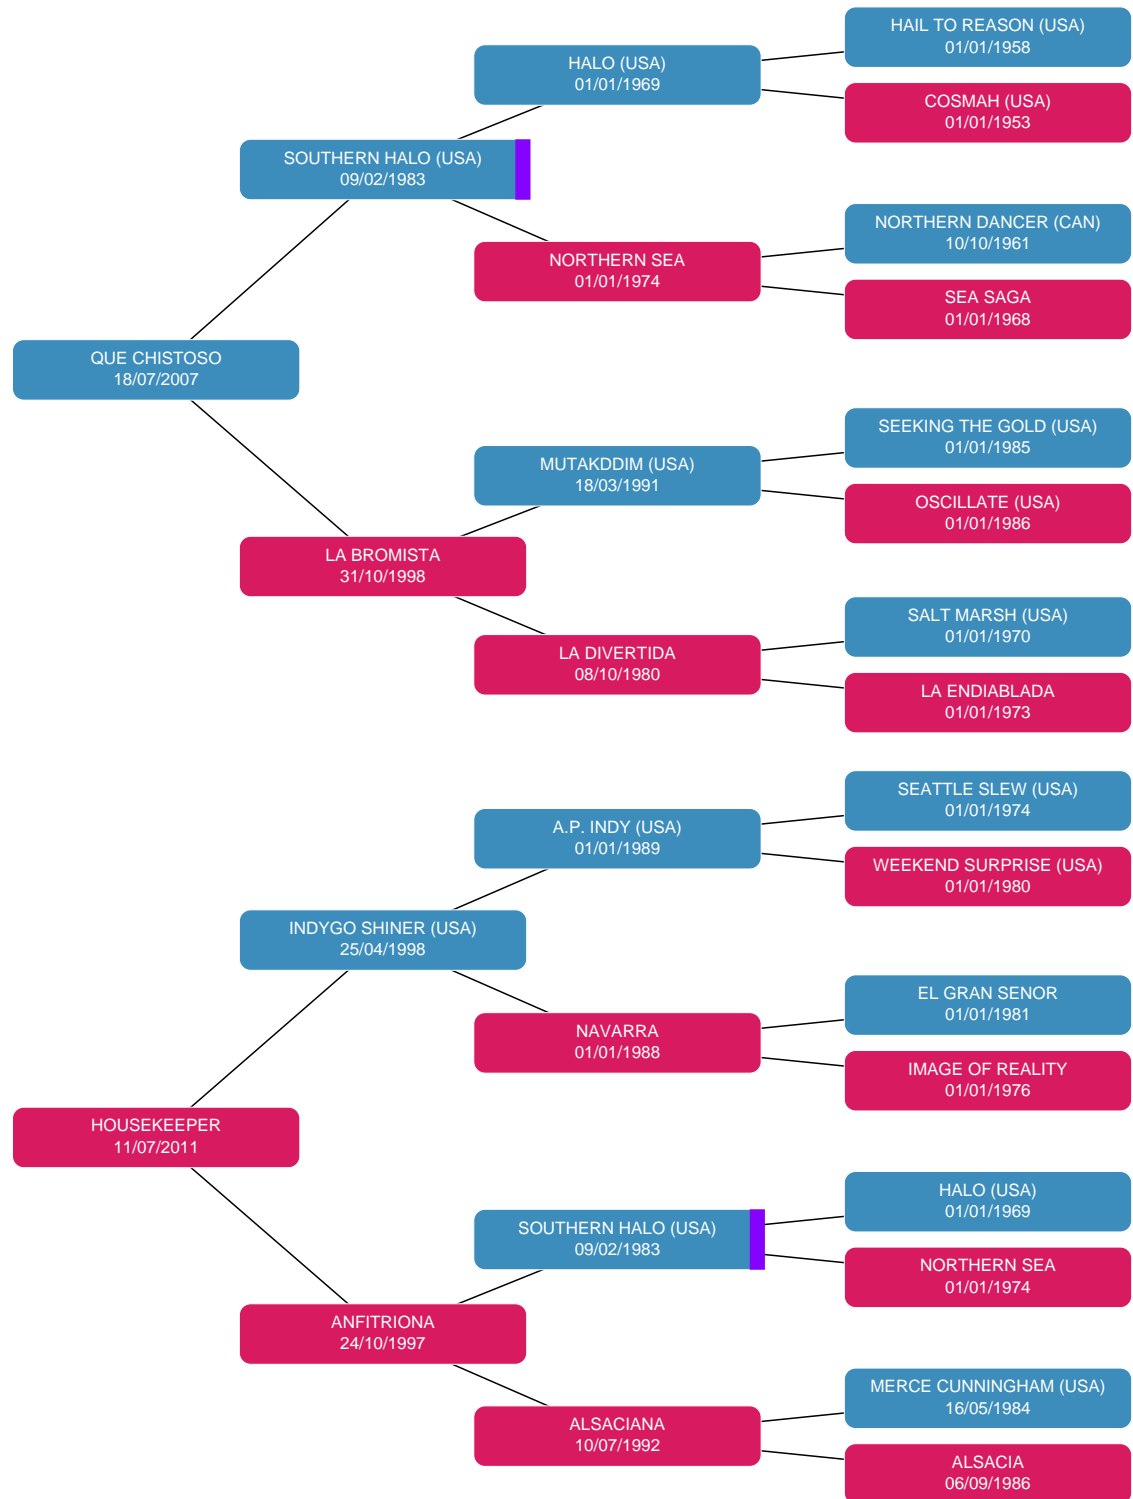 HAIL TO REASON (USA)
01/01/1958
HALO (USA)
01/01/1969
COSMAH (USA)
01/01/1953
SOUTHERN HALO (USA)
09/02/1983
NORTHERN DANCER (CAN)
10/10/1961
NORTHERN SEA
01/01/1974
SEA SAGA
01/01/1968
QUE CHISTOSO
18/07/2007
SEEKING THE GOLD (USA)
01/01/1985
MUTAKDDIM (USA)
18/03/1991
OSCILLATE (USA)
01/01/1986
LA BROMISTA
31/10/1998
SALT MARSH (USA)
01/01/1970
LA DIVERTIDA
08/10/1980
LA ENDIABLADA
01/01/1973
SEATTLE SLEW (USA)
01/01/1974
A.P. INDY (USA)
01/01/1989
WEEKEND SURPRISE (USA)
01/01/1980
INDYGO SHINER (USA)
25/04/1998
EL GRAN SENOR
01/01/1981
NAVARRA
01/01/1988
IMAGE OF REALITY
01/01/1976
HOUSEKEEPER
11/07/2011
HALO (USA)
01/01/1969
SOUTHERN HALO (USA)
09/02/1983
NORTHERN SEA
01/01/1974
ANFITRIONA
24/10/1997
MERCE CUNNINGHAM (USA)
16/05/1984
ALSACIANA
10/07/1992
ALSACIA
06/09/1986